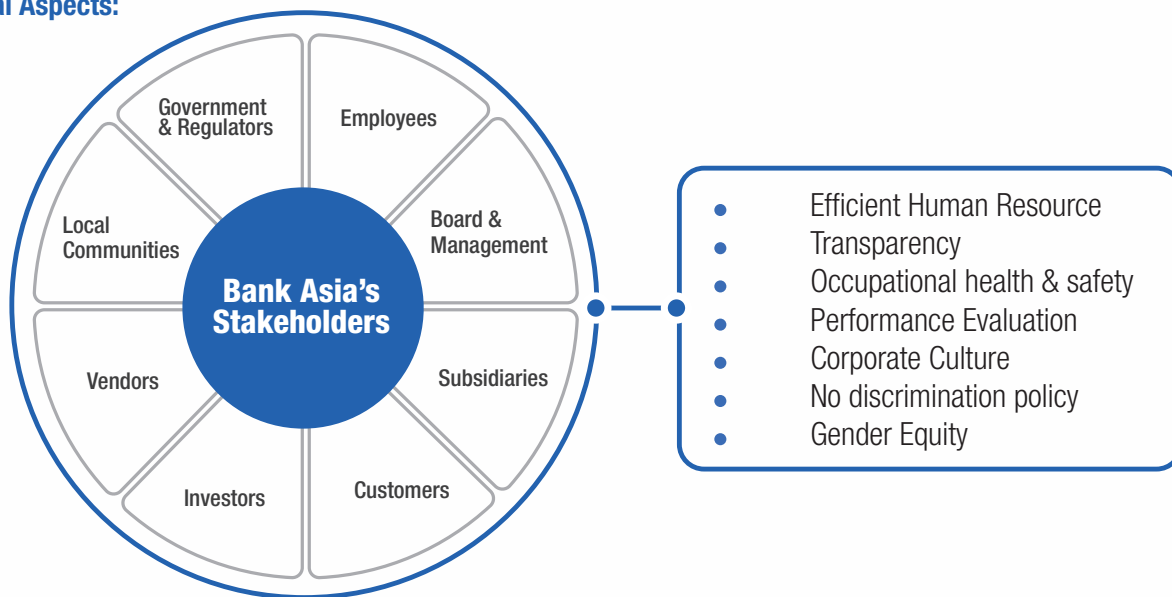 al Aspects:
Government
& Regulators
Employees
Local
Communities
Board &
Management
Bank Asia’s
Stakeholders
Vendors
Subsidiaries
Investors
Customers
• Efficient Human Resource
• Transparency
• Occupational health & safety
• Performance Evaluation
• Corporate Culture
• No discrimination policy
• Gender Equity